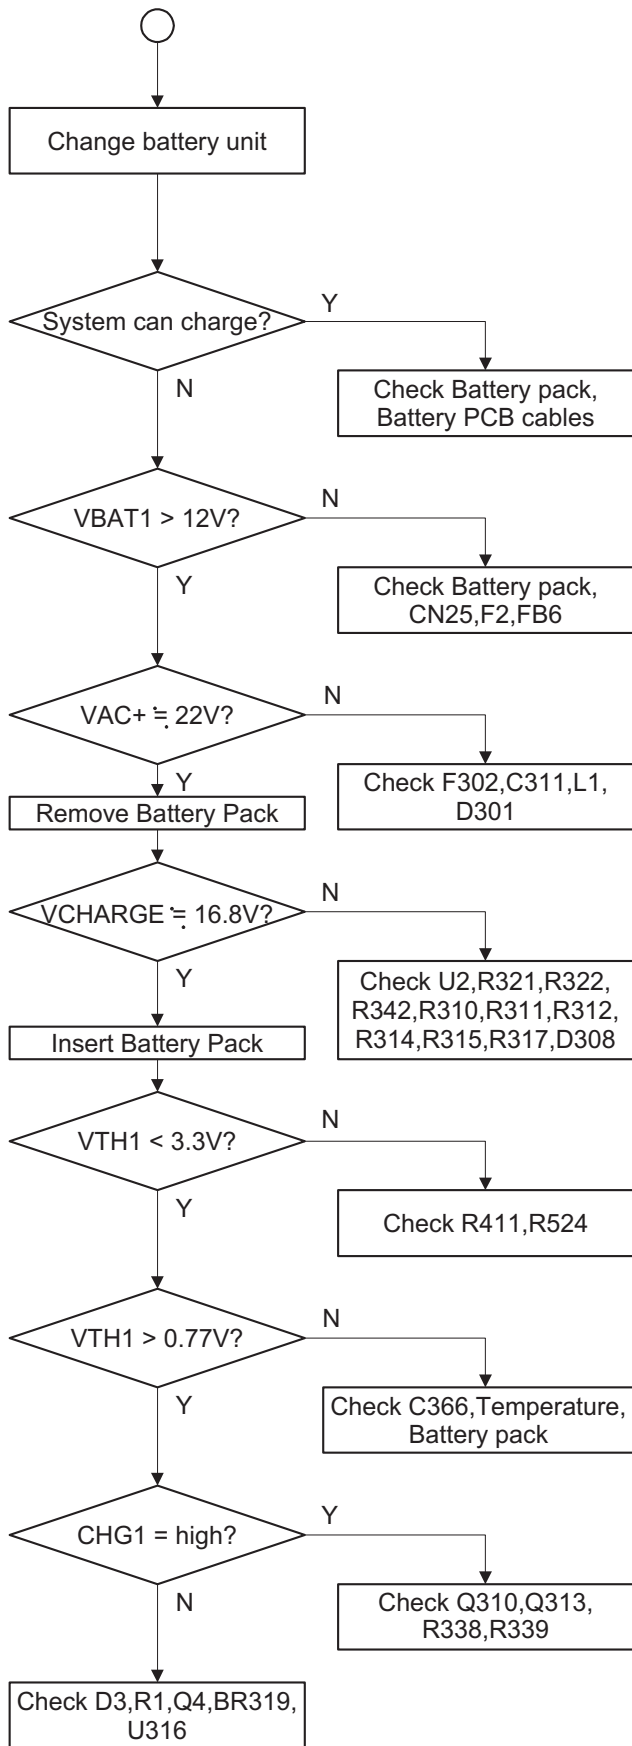 Change battery unit
System can charge?
Y
N
Check Battery pack,
Battery PCB cables
VBAT1 > 12V?
N
Y
Check Battery pack,
CN25,F2,FB6
VAC+ ≒ 22V?
N
Y
Check F302,C311,L1,
D301
Remove Battery Pack
VCHARGE ≒ 16.8V?
N
Y
Check U2,R321,R322,
R342,R310,R311,R312,
R314,R315,R317,D308
Insert Battery Pack
VTH1 < 3.3V?
N
Y
Check R411,R524
VTH1 > 0.77V?
N
Y
Check C366,Temperature,
Battery pack
CHG1 = high?
Y
N
Check Q310,Q313,
R338,R339
Check D3,R1,Q4,BR319,
U316